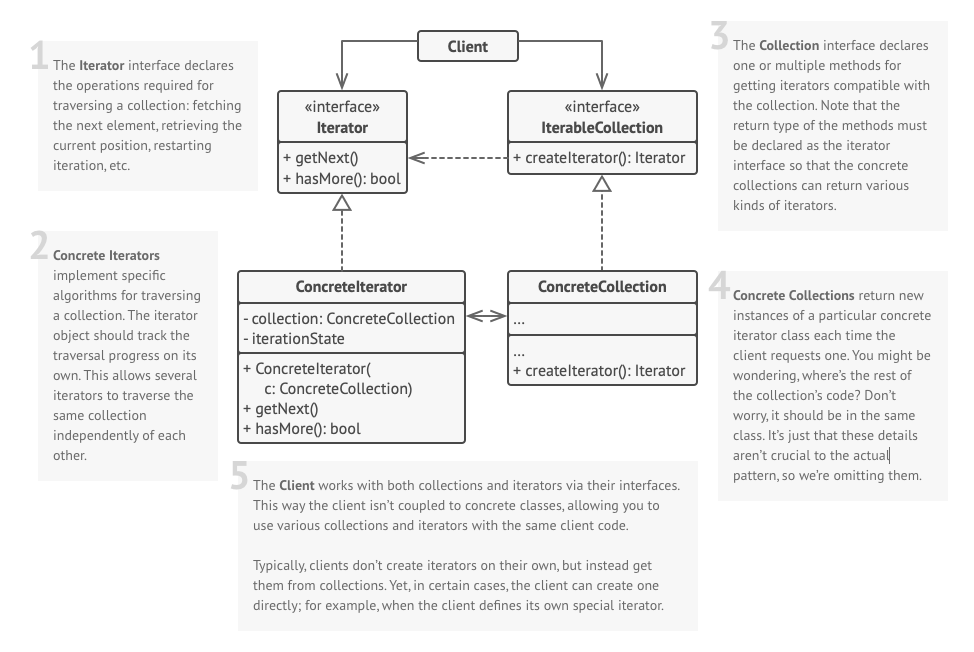 Client
1
The Iterator interface declares
the operations required for
traversing a collection: fetching
the next element, retrieving the
current position, restarting
iteration, etc.
«interface»
Iterator
+ getNext()
+ hasMore(): bool
«interface»
IterableCollection
+ createIterator(): Iterator
3
The Collection interface declares
one or multiple methods for
getting iterators compatible with
the collection. Note that the
return type of the methods must
be declared as the iterator
interface so that the concrete
collections can return various
kinds of iterators.
2
Concrete Iterators
implement specific
algorithms for traversing
a collection. The iterator
object should track the
traversal progress on its
own. This allows several
iterators to traverse the
same collection
independently of each
other.
ConcreteIterator
- collection: ConcreteCollection
- iterationState
+ ConcreteIterator(
c: ConcreteCollection)
+ getNext()
+ hasMore(): bool
ConcreteCollection
...
...
+ createIterator(): Iterator
4
Concrete Collections return new
instances of a particular concrete
iterator class each time the
client requests one. You might be
wondering, where's the rest of
the collection's code? Don't
worry, it should be in the same
class. It's just that these details
aren't crucial to the actual
pattern, so we're omitting them.
5
The Client works with both collections and iterators via their interfaces.
This way the client isn't coupled to concrete classes, allowing you to
use various collections and iterators with the same client code.
Typically, clients don't create iterators on their own, but instead get
them from collections. Yet, in certain cases, the client can create one
directly; for example, when the client defines its own special iterator.